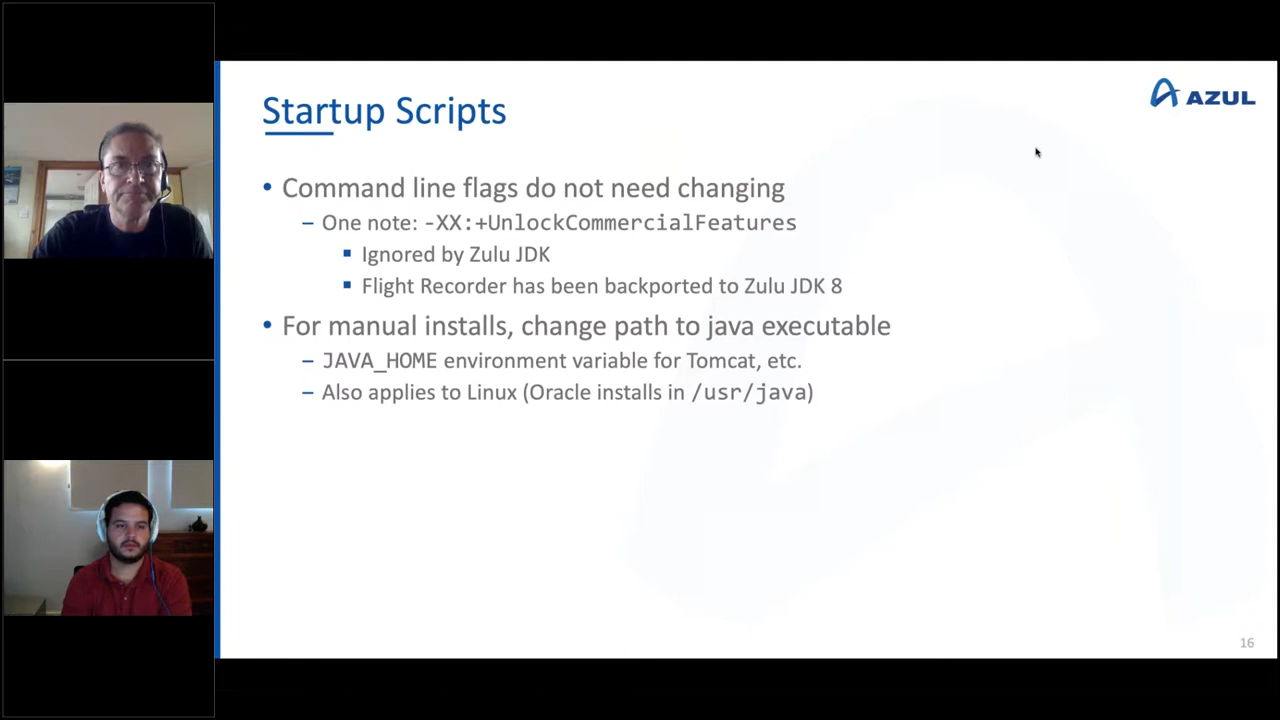 AZUL
Startup Scripts
• Command line flags do not need changing
– One note: -XX:+UnlockCommercialFeatures
▪ Ignored by Zulu JDK
▪ Flight Recorder has been backported to Zulu JDK 8
• For manual installs, change path to java executable
– JAVA_HOME environment variable for Tomcat, etc.
– Also applies to Linux (Oracle installs in /usr/java)
16